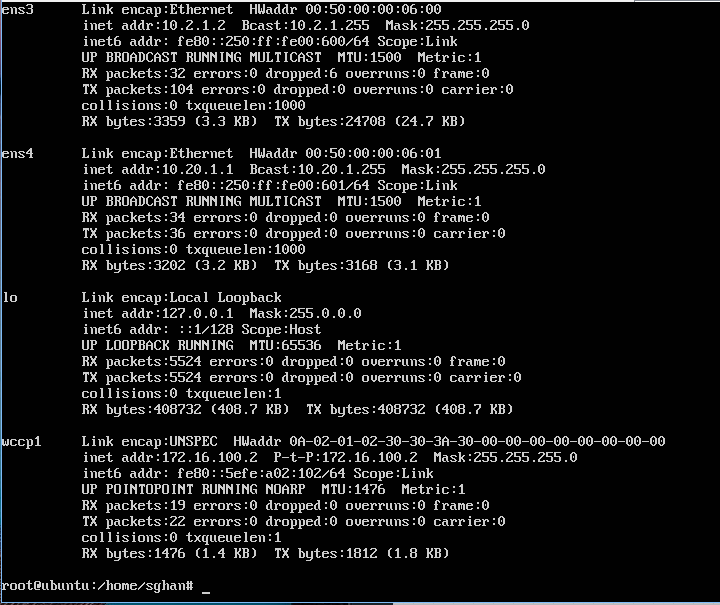 ens3 Link encap:Ethernet HWaddr 00:50:00:00:06:00
inet addr:10.2.1.2 Bcast:10.2.1.255 Mask:255.255.255.0
inet6 addr: fe80::250:ff:fe00:600/64 Scope:Link
UP BROADCAST RUNNING MULTICAST MTU:1500 Metric:1
RX packets:32 errors:0 dropped:6 overruns:0 frame:0
TX packets:104 errors:0 dropped:0 overruns:0 carrier:0
collisions:0 txqueuelen:1000
RX bytes:3359 (3.3 KB) TX bytes:24708 (24.7 KB)
ens4 Link encap:Ethernet HWaddr 00:50:00:00:06:01
inet addr:10.20.1.1 Bcast:10.20.1.255 Mask:255.255.255.0
inet6 addr: fe80::250:ff:fe00:601/64 Scope:Link
UP BROADCAST RUNNING MULTICAST MTU:1500 Metric:1
RX packets:34 errors:0 dropped:0 overruns:0 frame:0
TX packets:36 errors:0 dropped:0 overruns:0 carrier:0
collisions:0 txqueuelen:1000
RX bytes:3202 (3.2 KB) TX bytes:3168 (3.1 KB)
lo Link encap:Local Loopback
inet addr:127.0.0.1 Mask:255.0.0.0
inet6 addr: ::1/128 Scope:Host
UP LOOPBACK RUNNING MTU:65536 Metric:1
RX packets:5524 errors:0 dropped:0 overruns:0 frame:0
TX packets:5524 errors:0 dropped:0 overruns:0 carrier:0
collisions:0 txqueuelen:1
RX bytes:408732 (408.7 KB) TX bytes:408732 (408.7 KB)
wccp1 Link encap:UNSPEC HWaddr 0A-02-01-02-30-30-3A-30-00-00-00-00-00-00-00-00
inet addr:172.16.100.2 P-t-P:172.16.100.2 Mask:255.255.255.0
inet6 addr: fe80::5efe:a02:102/64 Scope:Link
UP POINTOPOINT RUNNING NOARP MTU:1476 Metric:1
RX packets:19 errors:0 dropped:0 overruns:0 frame:0
TX packets:22 errors:0 dropped:0 overruns:0 carrier:0
collisions:0 txqueuelen:1
RX bytes:1476 (1.4 KB) TX bytes:1812 (1.8 KB)
root@ubuntu:/home/sghan# _